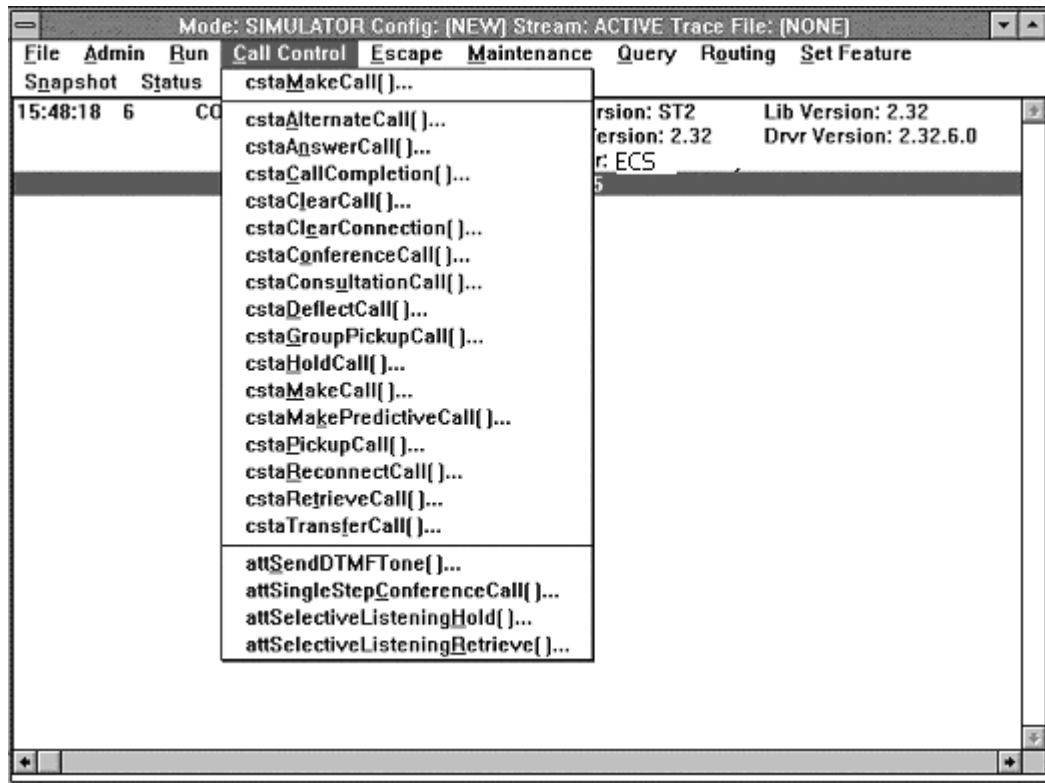 Mode: SIMULATOR Config: [NEW] Stream: ACTIVE Trace File: [NONE]
File Admin Run Call Control Escape Maintenance Query Routing Set Feature
Snapshot Status
cstaMakeCall( )...
15:48:18 6 CO rsion: ST2 Lib Version: 2.32
cstaAlternateCall( )...
ersion: 2.32 Drvr Version: 2.32.6.0
cstaAnswerCall( )...
r: ECS
cstaCallCompletion( )...
5
cstaClearCall( )...
cstaClearConnection( )...
cstaConferenceCall( )...
cstaConsultationCall( )...
cstaDeflectCall( )...
cstaGroupPickupCall( )...
cstaHoldCall( )...
cstaMakeCall( )...
cstaMakePredictiveCall( )...
cstaPickupCall( )...
cstaReconnectCall( )...
cstaRetrieveCall( )...
cstaTransferCall( )...
attSendDTMFTone( )...
attSingleStepConferenceCall( )...
attSelectiveListeningHold( )...
attSelectiveListeningRetrieve( )...